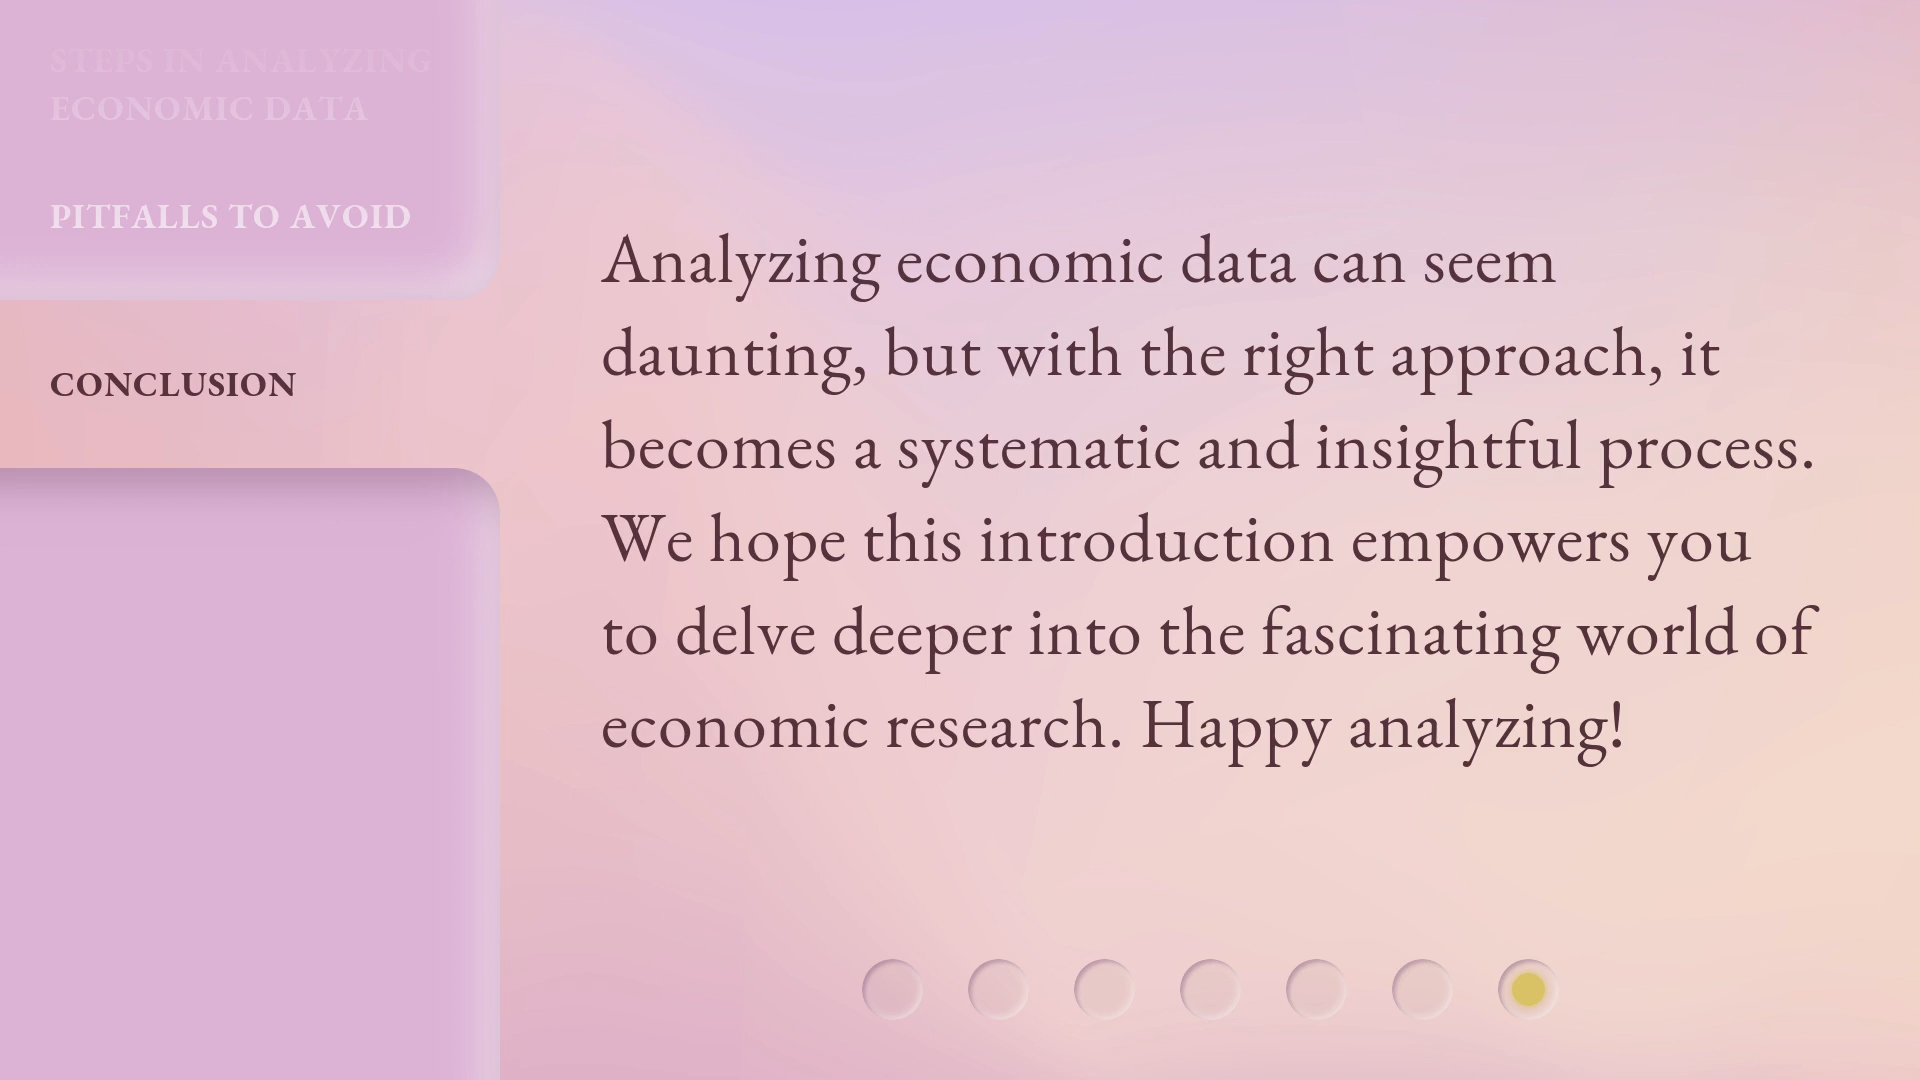 STEPS IN ANALYZING
ECONOMIC DATA
PITFALLS TO AVOID
CONCLUSION
Analyzing economic data can seem
daunting, but with the right approach, it
becomes a systematic and insightful process.
We hope this introduction empowers you
to delve deeper into the fascinating world of
economic research. Happy analyzing!